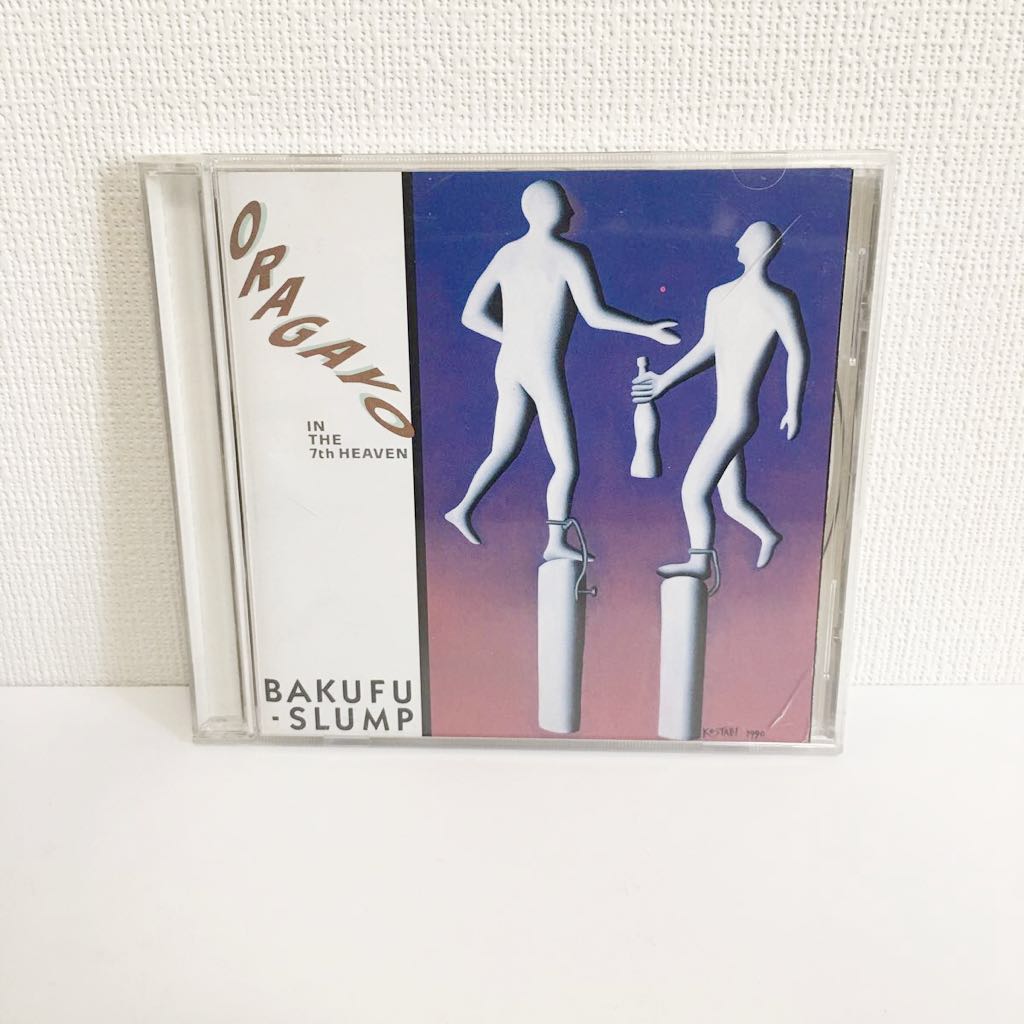 ORAGAYO
IN
THE
7th HEAVEN
BAKUFU
-SLUMP
KOSTABI 1990